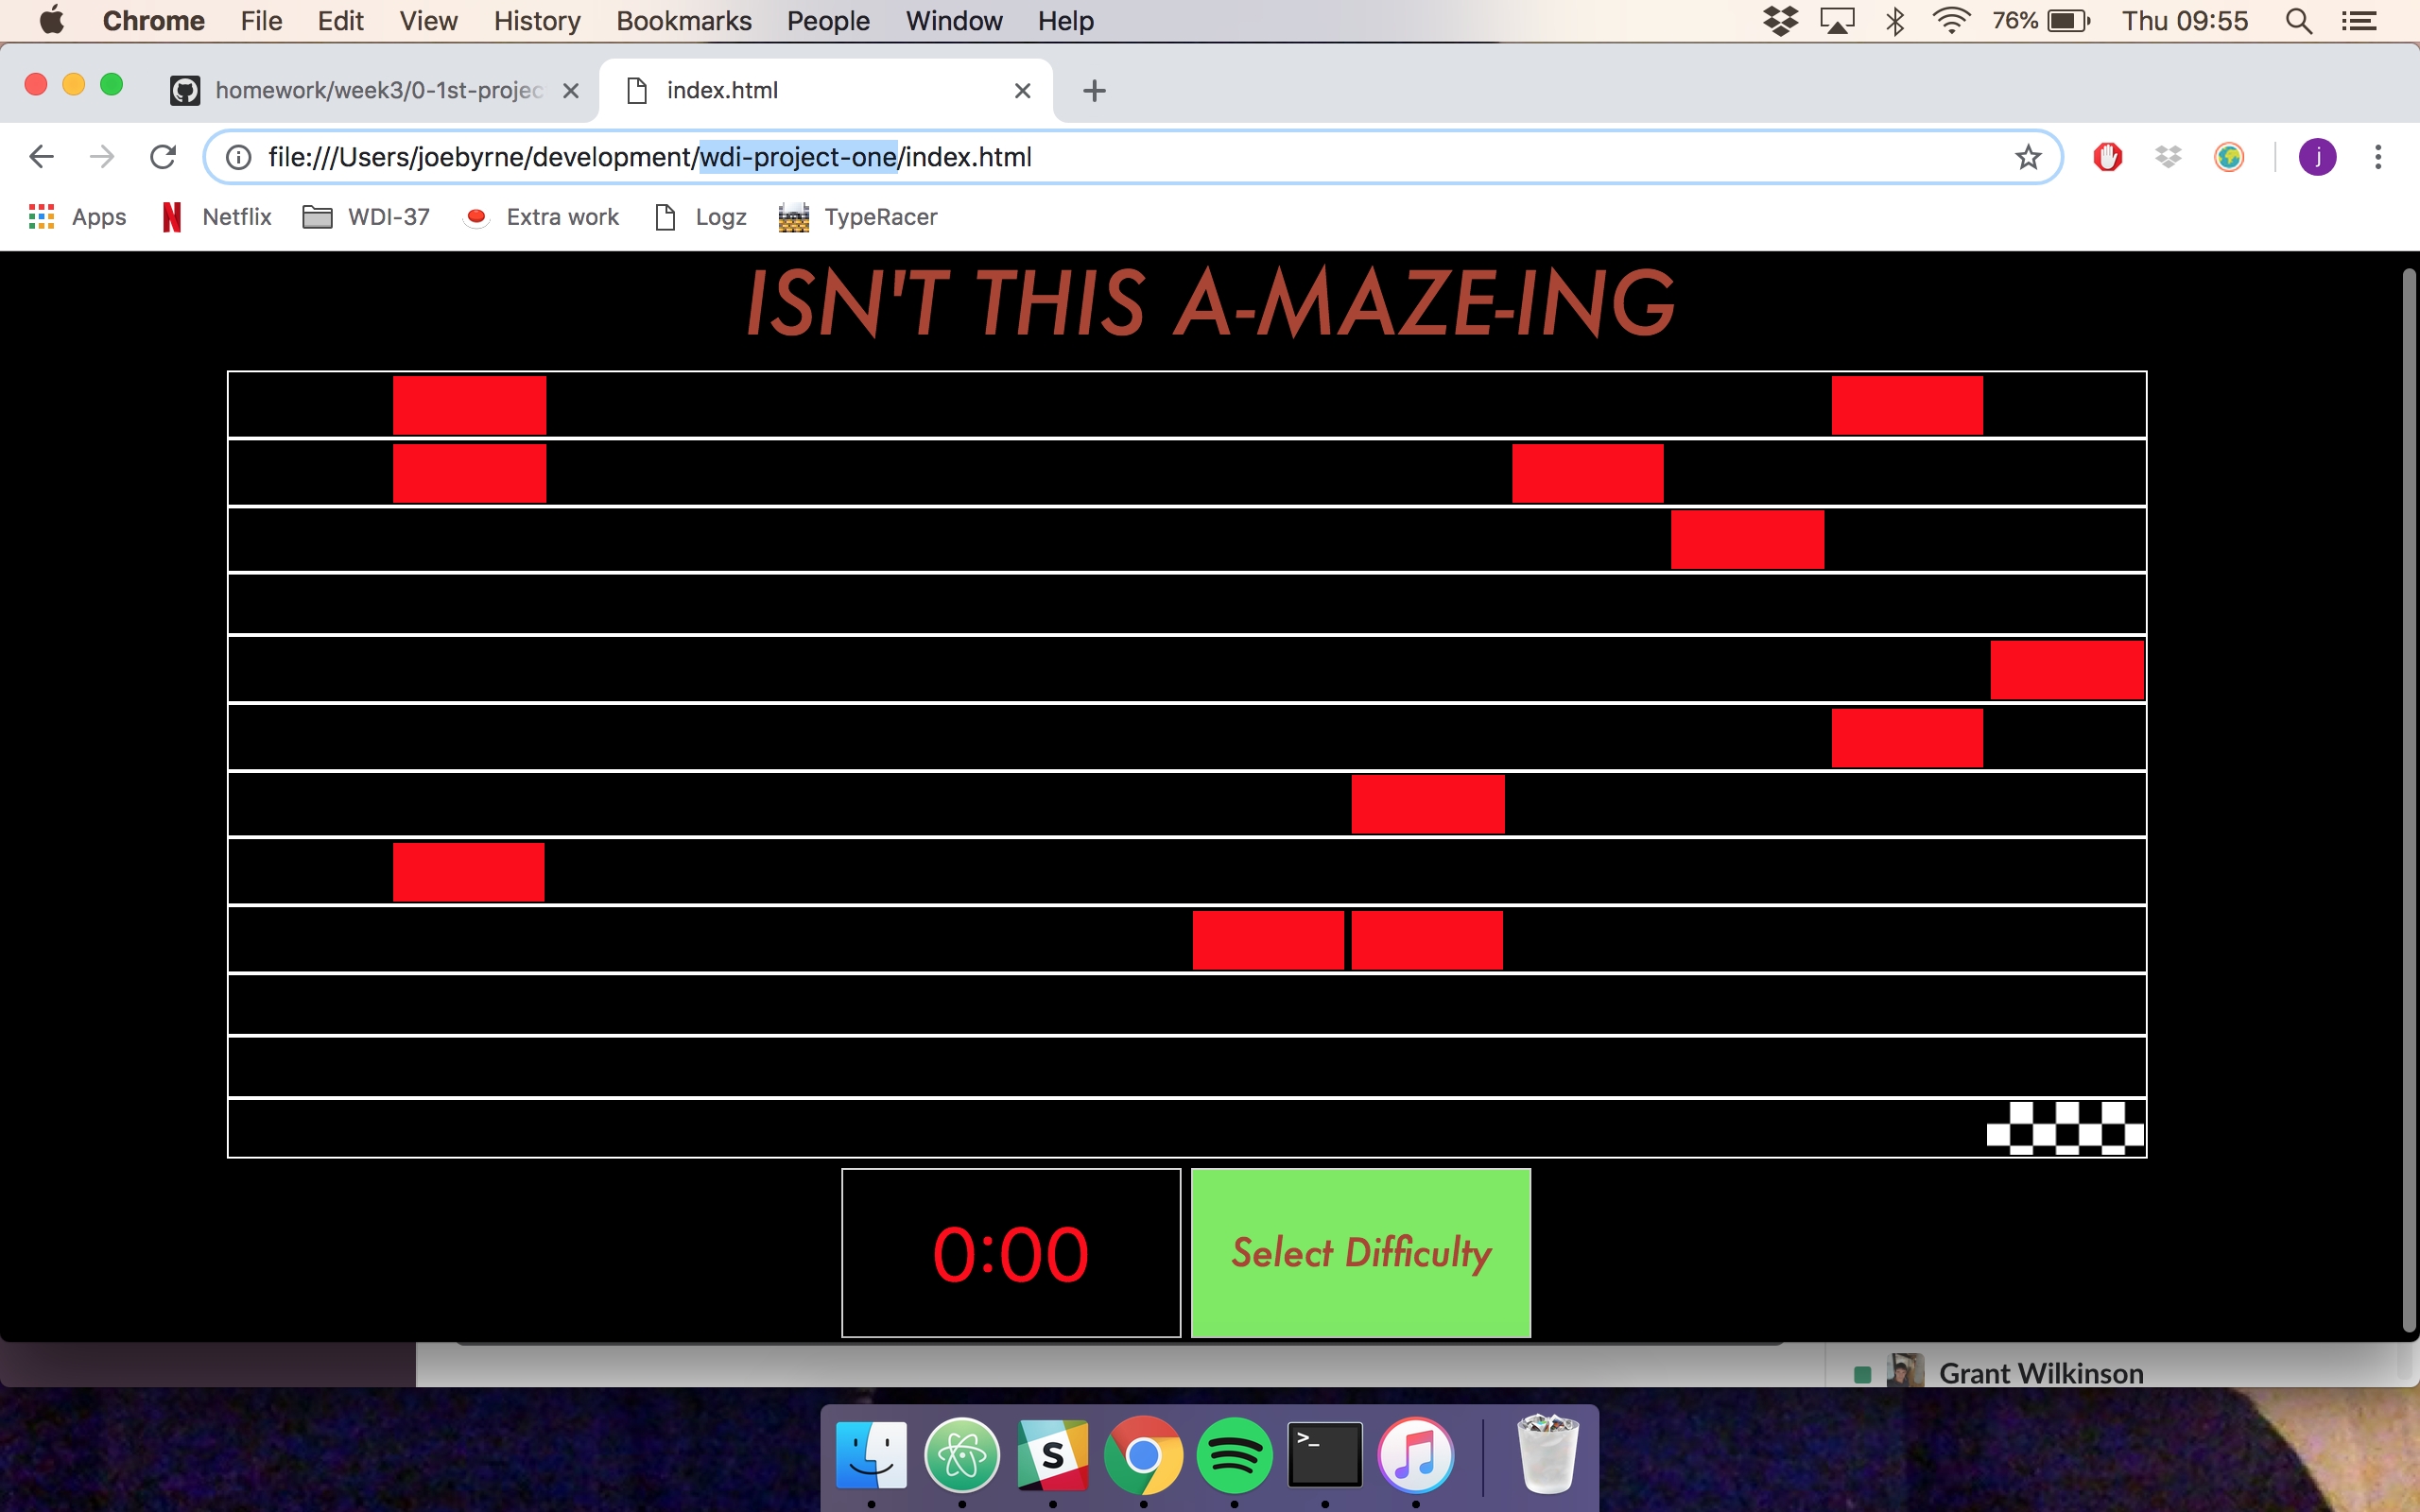 Chrome File Edit View History Bookmarks People Window Help 76% Thu 09:55
homework/week3/0-1st-projec index.html
file:///Users/joebyrne/development/wdi-project-one/index.html j
Apps Netflix WDI-37 Extra work Logz TypeRacer
ISN'T THIS A-MAZE-ING
0:00 Select Difficulty
Grant Wilkinson
S >_